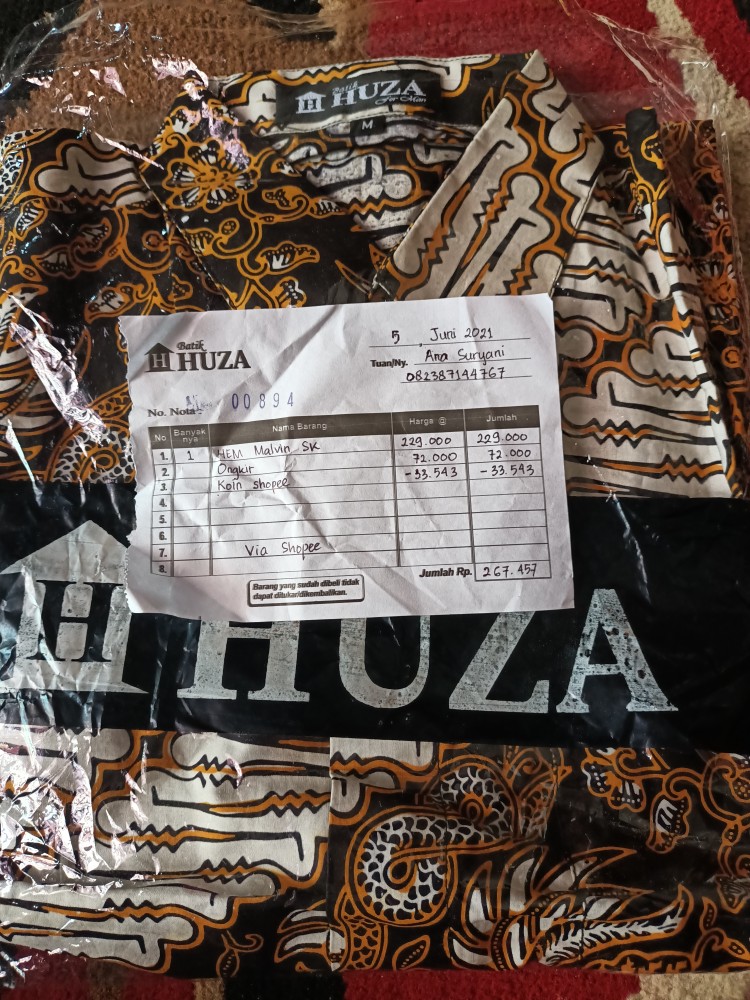 Batik
H HUZA
For Man
M
Batik
H HUZA
5 Juni 2021
Tuan/Ny. Ana Suryani
082387144767
No. Nota: 00894
No Banyak nya Nama Barang Harga @ Jumlah
1. 1 HEM Malvin SK 229.000 229.000
2. Ongkir 72.000 72.000
3. Koin shopee -33.543 -33.543
4.
5.
6.
7. Via Shopee
8. Jumlah Rp. 267.457
Barang yang sudah dibeli tidak
dapat ditukar/dikembalikan.
H HUZA